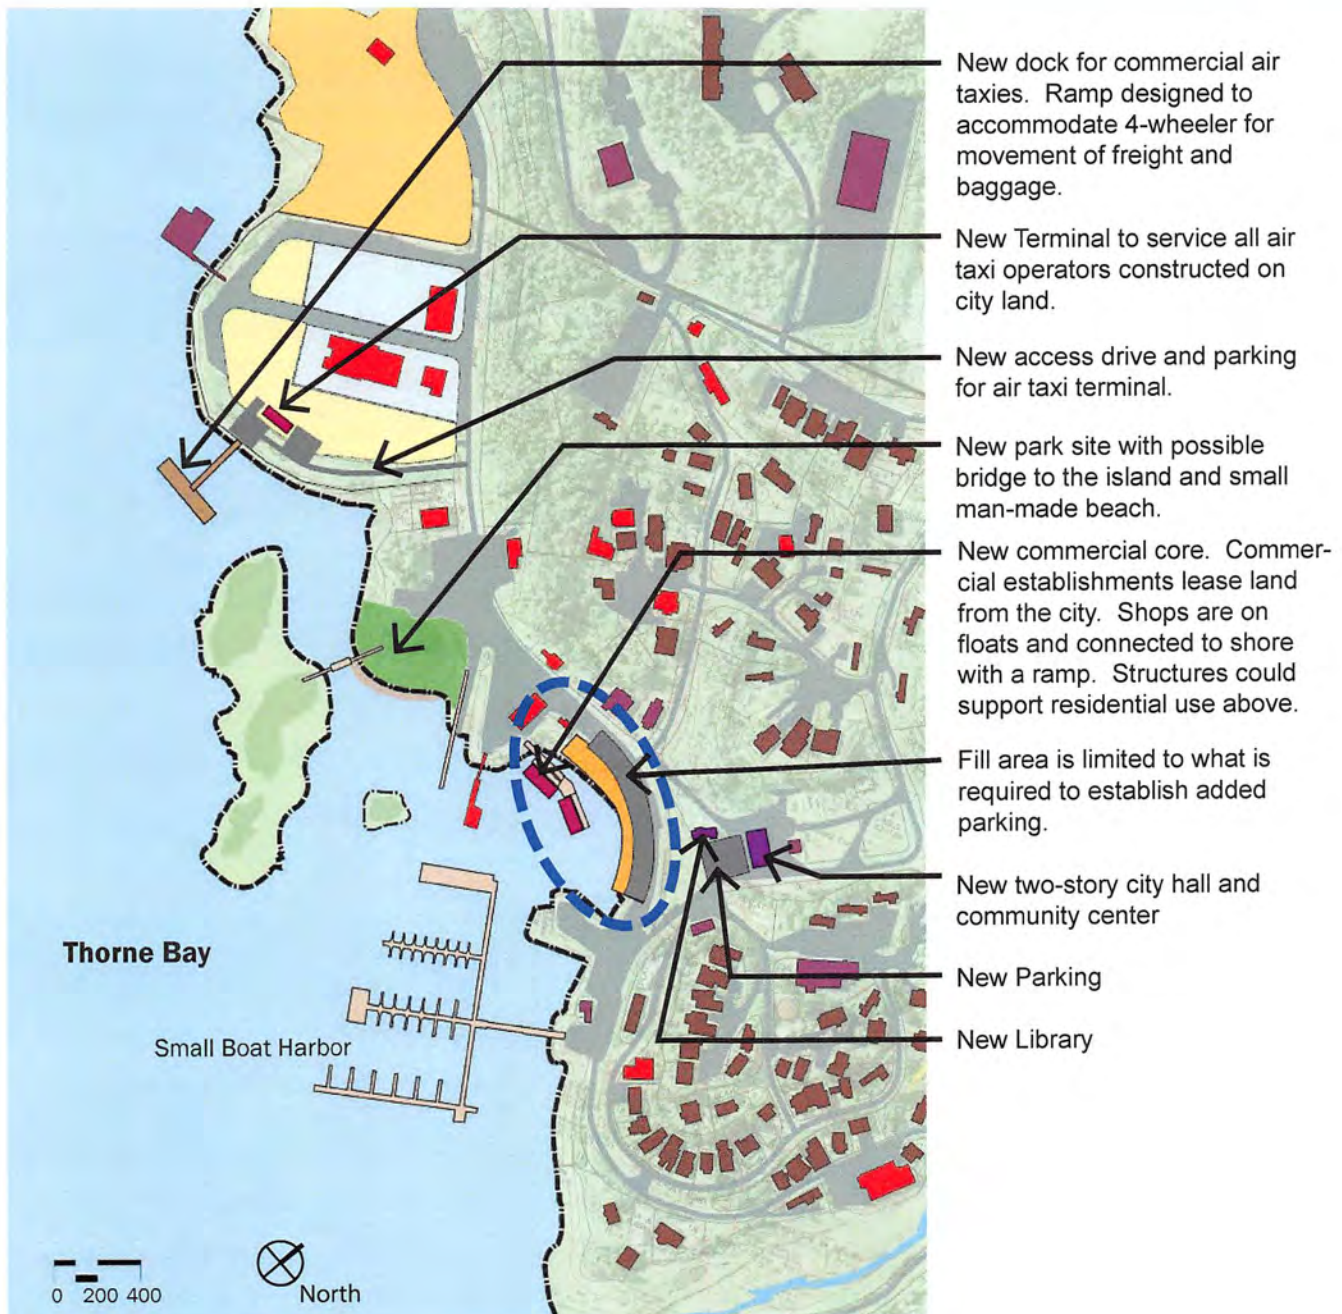 New dock for commercial air
taxies. Ramp designed to
accommodate 4-wheeler for
movement of freight and
baggage.
New Terminal to service all air
taxi operators constructed on
city land.
New access drive and parking
for air taxi terminal.
New park site with possible
bridge to the island and small
man-made beach.
New commercial core. Commer-
cial establishments lease land
from the city. Shops are on
floats and connected to shore
with a ramp. Structures could
support residential use above.
Fill area is limited to what is
required to establish added
parking.
New two-story city hall and
community center
New Parking
New Library
Thorne Bay
Small Boat Harbor
0 200 400
North